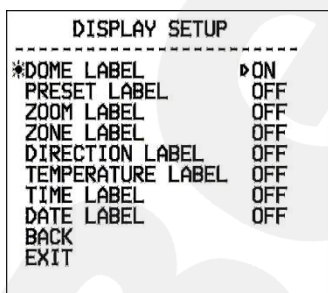 DISPLAY SETUP
DOME LABEL ON
PRESET LABEL OFF
ZOOM LABEL OFF
ZONE LABEL OFF
DIRECTION LABEL OFF
TEMPERATURE LABEL OFF
TIME LABEL OFF
DATE LABEL OFF
BACK
EXIT